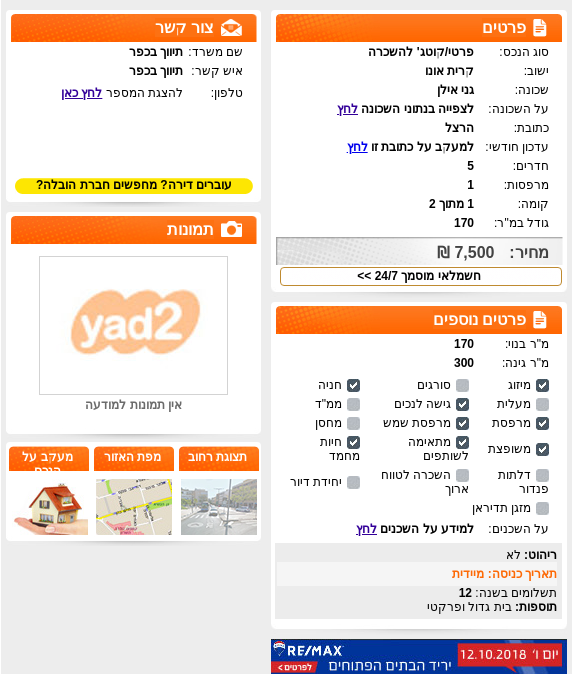 פרטים
סוג הנכס: פרטי/קוטג' להשכרה
ישוב: קרית אונו
שכונה: גני אילן
על השכונה: לצפייה בנתוני השכונה לחץ
כתובת: הרצל
עדכון חודשי: למעקב על כתובת זו לחץ
חדרים: 5
מרפסות: 1
קומה: 1 מתוך 2
גודל במ"ר: 170
מחיר: 7,500 ₪
חשמלאי מוסמך 24/7 >>
פרטים נוספים
מ"ר בנוי: 170
מ"ר גינה: 300
מיזוג סורגים חניה
מעלית גישה לנכים ממ"ד
מרפסת מרפסת שמש מחסן
משופצת מתאימה לשותפים חיות מחמד
דלתות פנדור השכרה לטווח ארוך יחידת דיור
מזגן תדיראן
על השכנים: למידע על השכנים לחץ
ריהוט: לא
תאריך כניסה: מיידית
תשלומים בשנה: 12
תוספות: בית גדול ופרקטי
יום ו' 12.10.2018 יריד הבתים הפתוחים RE/MAX
לפרטים >
צור קשר
שם משרד: תיווך בכפר
איש קשר: תיווך בכפר
טלפון: להצגת המספר לחץ כאן
עוברים דירה? מחפשים חברת הובלה?
תמונות
yad2
אין תמונות למודעה
תצוגת רחוב
מפת האזור
מעקב על
הנכס